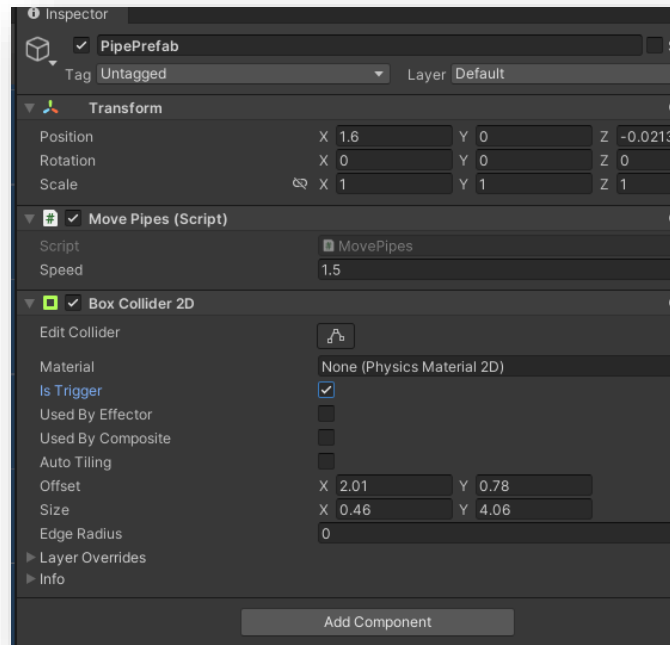 Inspector
PipePrefab
Tag Untagged Layer Default
Transform
Position X 1.6 Y 0 Z -0.0213
Rotation X 0 Y 0 Z 0
Scale X 1 Y 1 Z 1
# Move Pipes (Script)
Script MovePipes
Speed 1.5
Box Collider 2D
Edit Collider
Material None (Physics Material 2D)
Is Trigger
Used By Effector
Used By Composite
Auto Tiling
Offset X 2.01 Y 0.78
Size X 0.46 Y 4.06
Edge Radius 0
Layer Overrides
Info
Add Component